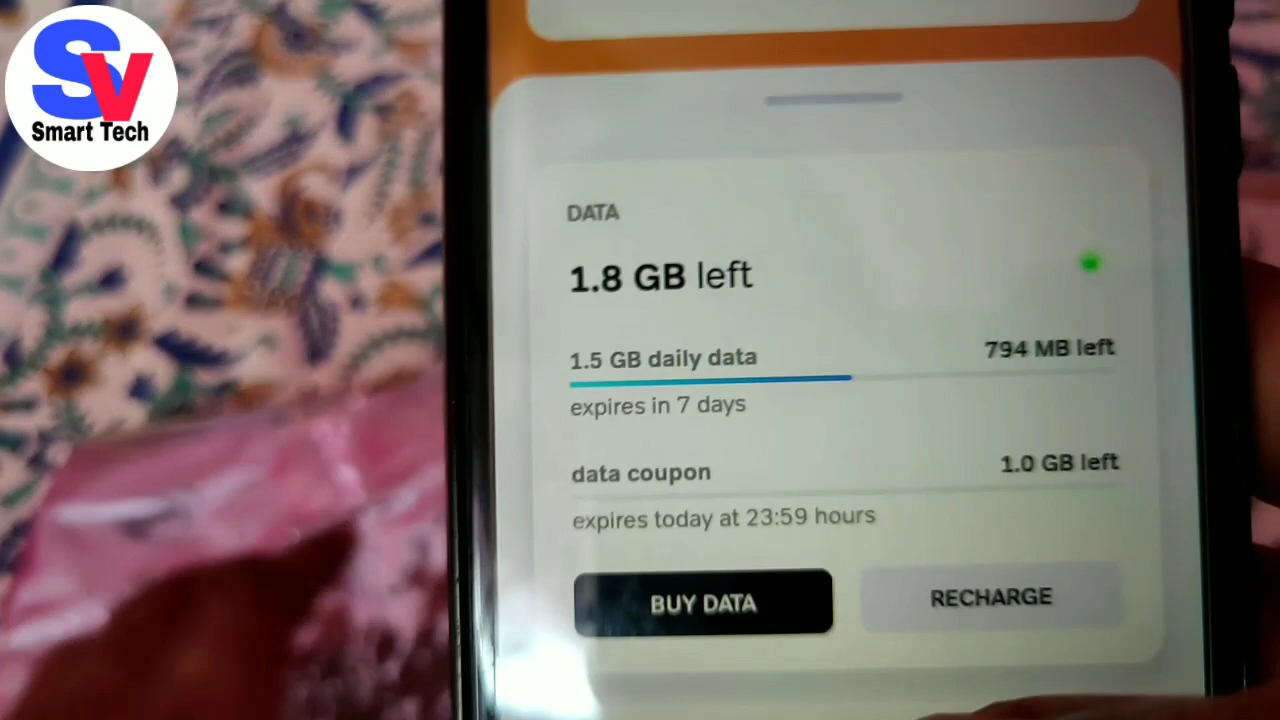 SV
Smart Tech
DATA
1.8 GB left
1.5 GB daily data 794 MB left
expires in 7 days
data coupon 1.0 GB left
expires today at 23:59 hours
BUY DATA RECHARGE